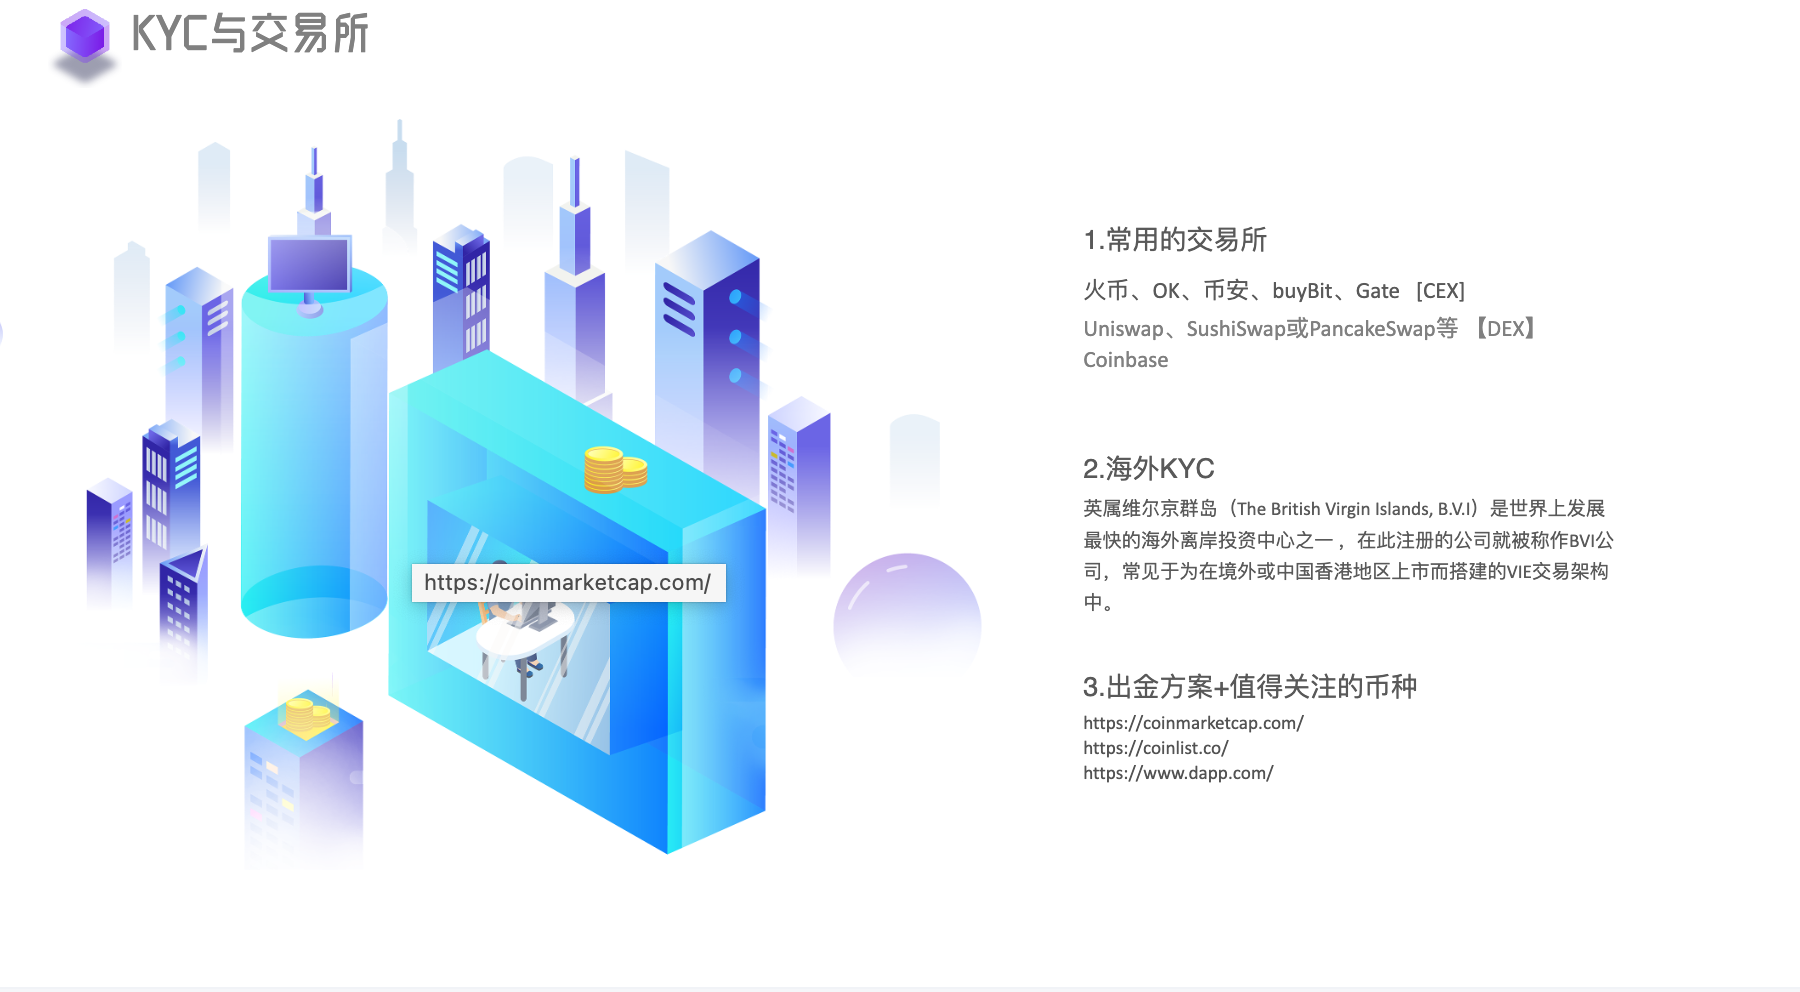 KYC与交易所
1.常用的交易所
火币、OK、币安、buyBit、Gate [CEX]
Uniswap、SushiSwap或PancakeSwap等 【DEX】
Coinbase
2.海外KYC
英属维尔京群岛（The British Virgin Islands, B.V.I）是世界上发展
最快的海外离岸投资中心之一 ，在此注册的公司就被称作BVI公
司，常见于为在境外或中国香港地区上市而搭建的VIE交易架构
中。
3.出金方案+值得关注的币种
https://coinmarketcap.com/
https://coinlist.co/
https://www.dapp.com/
https://coinmarketcap.com/